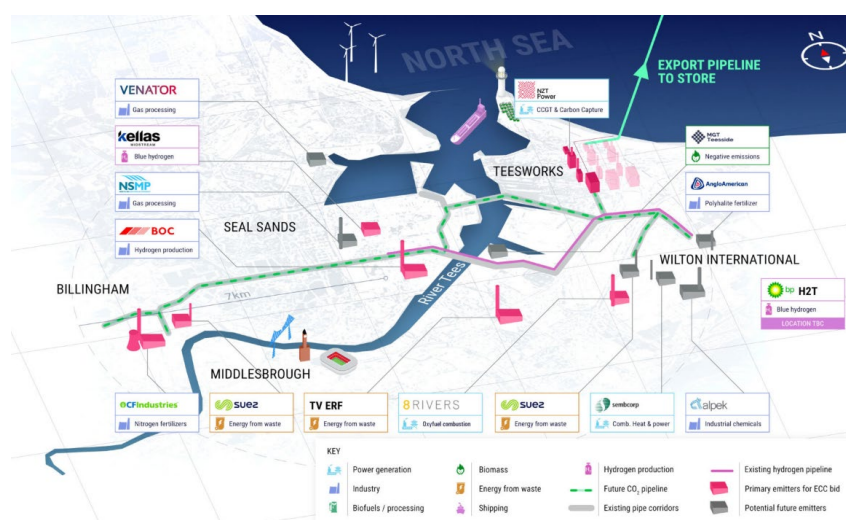 NORTH SEA
EXPORT PIPELINE
TO STORE
VENATOR
Gas processing
kellas
MIDSTREAM
Blue hydrogen
NSMP
Gas processing
BOC
Hydrogen production
NZT
Power
CCGT & Carbon Capture
MGT
Teesside
Negative emissions
AngloAmerican
Polyhalite fertilizer
TEESWORKS
SEAL SANDS
WILTON INTERNATIONAL
BILLINGHAM
7km
River Tees
MIDDLESBROUGH
bp H2T
Blue hydrogen
LOCATION TBC
CFIndustries
Nitrogen fertilizers
suez
Energy from waste
TV ERF
Energy from waste
8RIVERS
Oxyfuel combustion
suez
Energy from waste
sembcorp
Comb. Heat & power
alpek
Industrial chemicals
KEY
Power generation
Biomass
Hydrogen production
Existing hydrogen pipeline
Industry
Energy from waste
Future CO₂ pipeline
Primary emitters for ECC bid
Biofuels / processing
Shipping
Existing pipe corridors
Potential future emitters